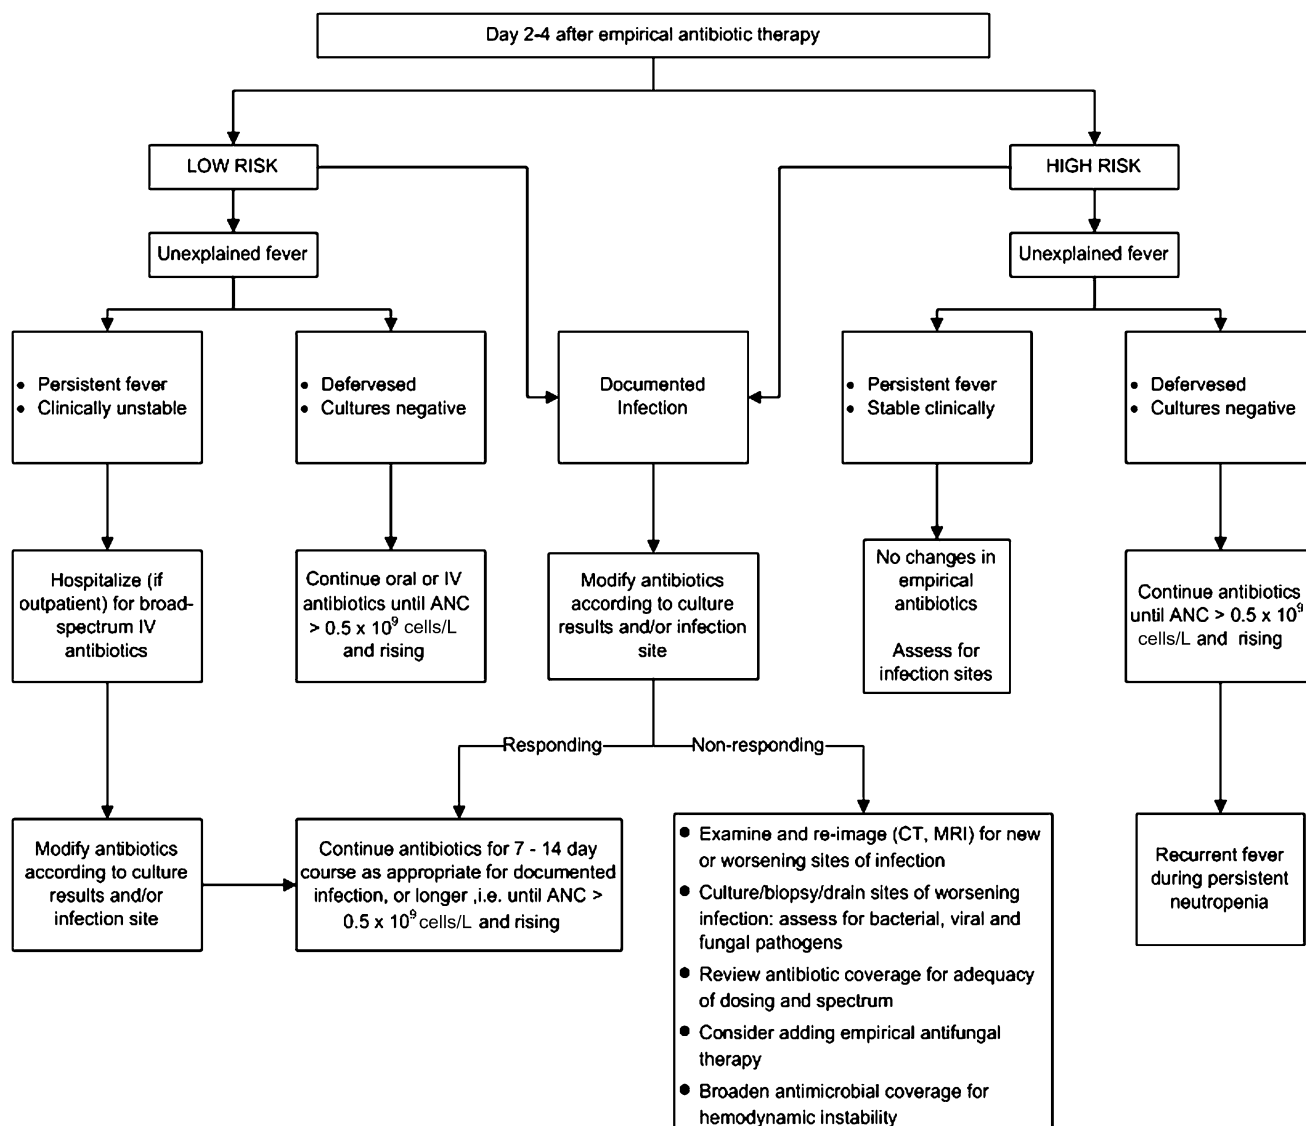 Day 2-4 after empirical antibiotic therapy
LOW RISK
HIGH RISK
Unexplained fever
Unexplained fever
• Persistent fever
• Clinically unstable
• Defervesed
• Cultures negative
Documented
Infection
• Persistent fever
• Stable clinically
• Defervesed
• Cultures negative
Hospitalize (if
outpatient) for broad-
spectrum IV
antibiotics
Continue oral or IV
antibiotics until ANC
> 0.5 x 10⁹ cells/L
and rising
Modify antibiotics
according to culture
results and/or infection
site
No changes in
empirical
antibiotics
Assess for
infection sites
Continue antibiotics
until ANC > 0.5 x 10⁹
cells/L and rising
Responding
Non-responding
Modify antibiotics
according to culture
results and/or
infection site
Continue antibiotics for 7 - 14 day
course as appropriate for documented
infection, or longer ,i.e. until ANC >
0.5 x 10⁹ cells/L and rising
• Examine and re-image (CT, MRI) for new
or worsening sites of infection
• Culture/biopsy/drain sites of worsening
infection: assess for bacterial, viral and
fungal pathogens
• Review antibiotic coverage for adequacy
of dosing and spectrum
• Consider adding empirical antifungal
therapy
• Broaden antimicrobial coverage for
hemodynamic instability
Recurrent fever
during persistent
neutropenia